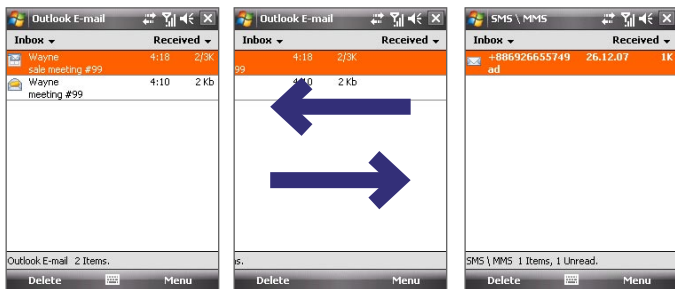 Outlook E-mail
Inbox Received
Wayne 4:18 2/3K
sale meeting #99
Wayne 4:10 2 Kb
meeting #99
Outlook E-mail 2 Items.
Delete Menu
Outlook E-mail
Inbox Received
4:18 2/3K
99
4:10 2 Kb
s.
Delete Menu
SMS \ MMS
Inbox Received
+886926655749 26.12.07 1K
ad
SMS \ MMS 1 Items, 1 Unread.
Delete Menu